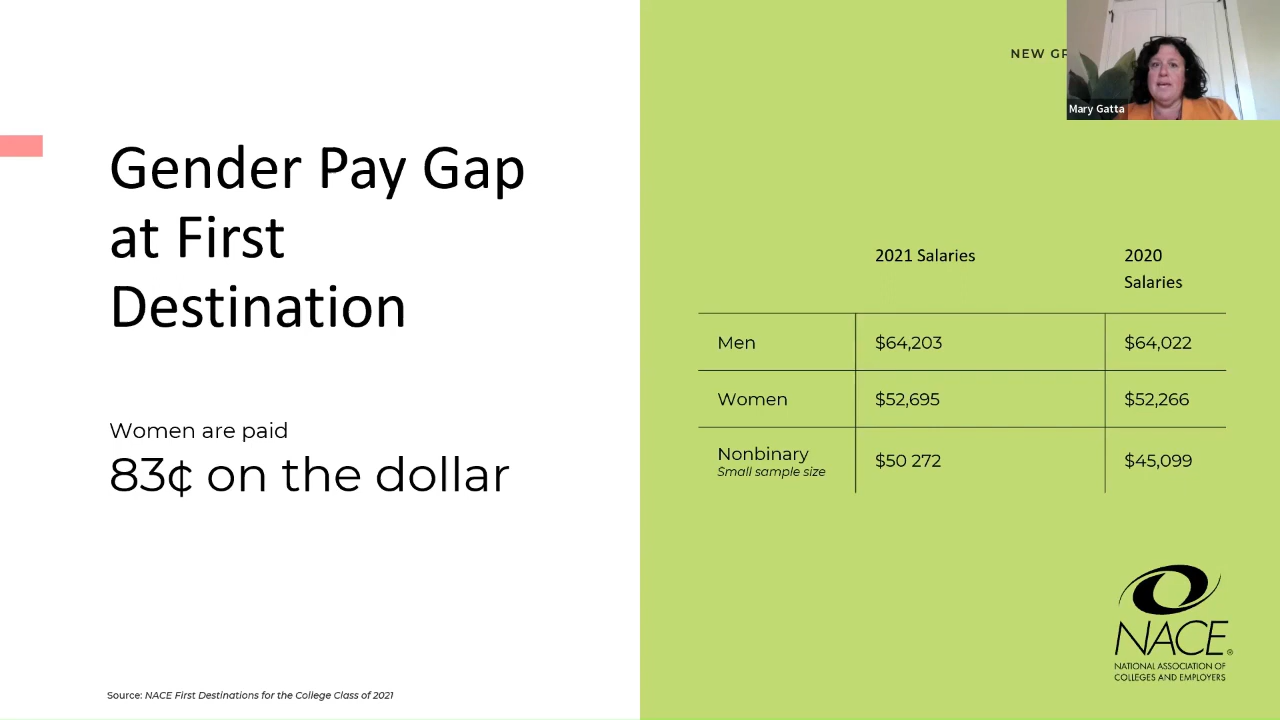 NEW
Mary Gatta
Gender Pay Gap
at First
Destination
Women are paid
83¢ on the dollar
2021 Salaries
2020
Salaries
Men
$64,203
$64,022
Women
$52,695
$52,266
Nonbinary
Small sample size
$50 272
$45,099
NACE®
NATIONAL ASSOCIATION OF
COLLEGES AND EMPLOYERS
Source: NACE First Destinations for the College Class of 2021